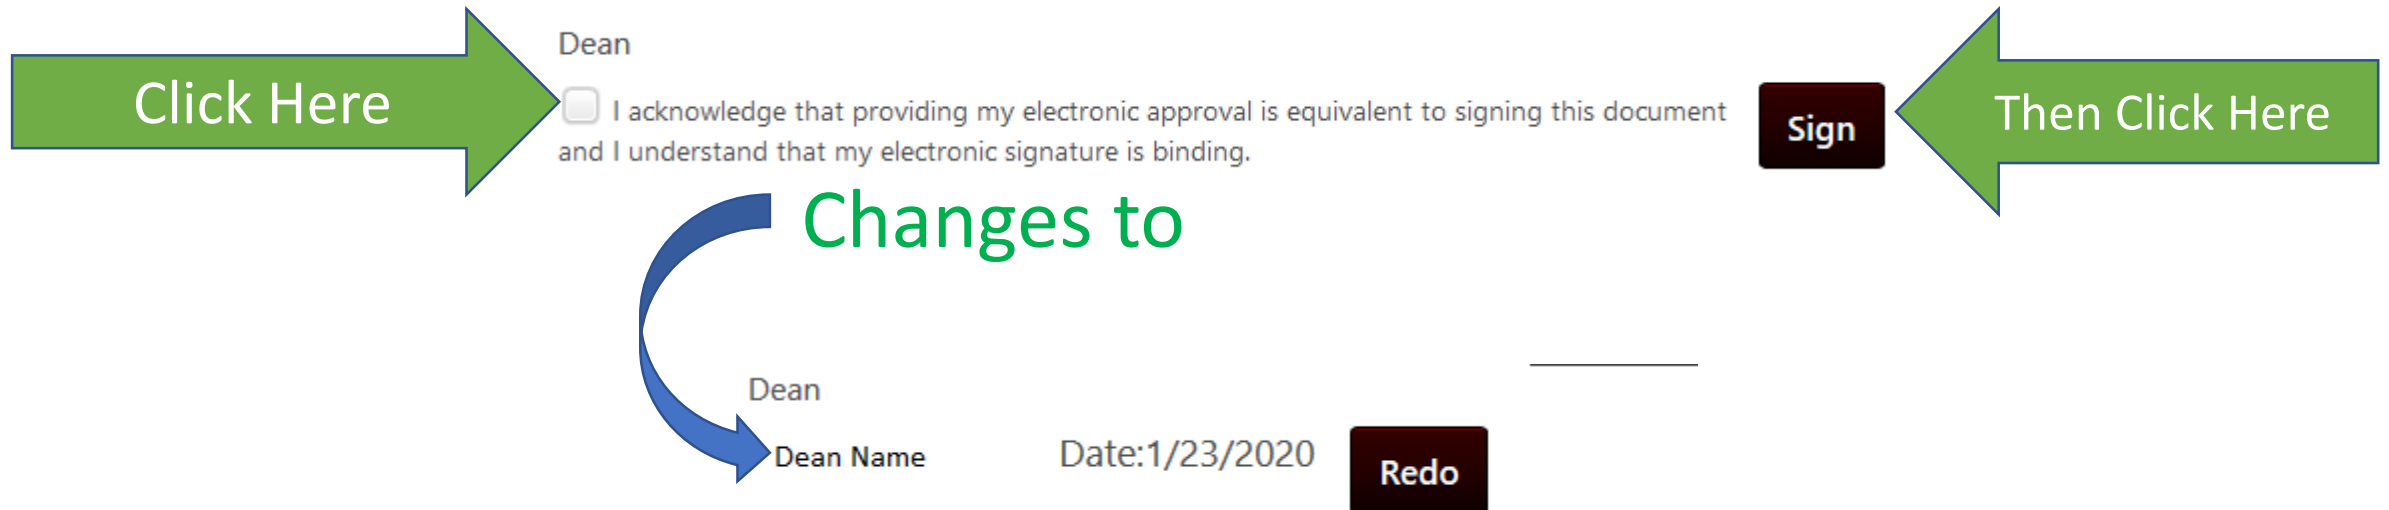 Dean
Click Here
I acknowledge that providing my electronic approval is equivalent to signing this document
and I understand that my electronic signature is binding.
Sign
Then Click Here
Changes to
Dean
Dean Name
Date:1/23/2020
Redo